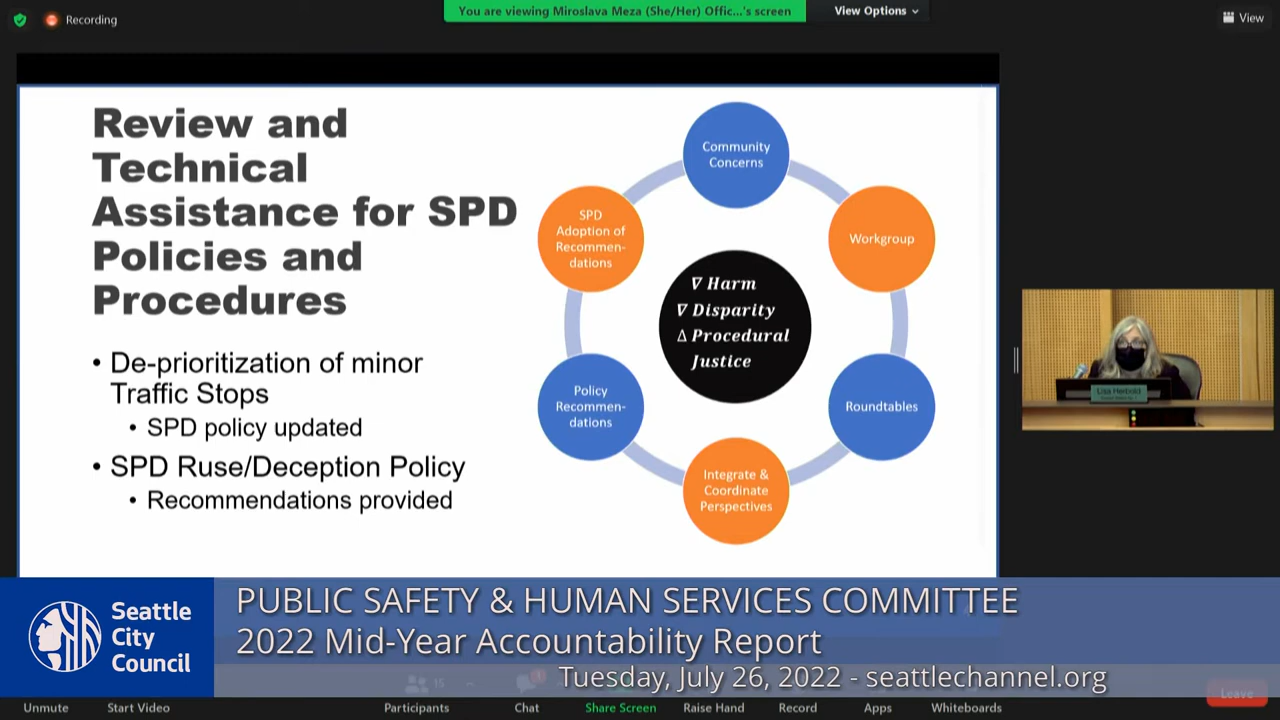 Recording
You are viewing Miroslava Meza (She/Her) Offic...'s screen
View Options
View
Review and
Technical
Assistance for SPD
Policies and
Procedures
• De-prioritization of minor
Traffic Stops
• SPD policy updated
• SPD Ruse/Deception Policy
• Recommendations provided
Community
Concerns
Workgroup
Roundtables
Integrate &
Coordinate
Perspectives
Policy
Recommen-
dations
SPD
Adoption of
Recommen-
dations
∇ Harm
∇ Disparity
Δ Procedural
Justice
Lisa Herbold
Seattle
City
Council
PUBLIC SAFETY & HUMAN SERVICES COMMITTEE
2022 Mid-Year Accountability Report
Tuesday, July 26, 2022 - seattlechannel.org
15
Unmute
Start Video
Participants
Chat
Share Screen
Raise Hand
Record
Apps
Whiteboards
Leave